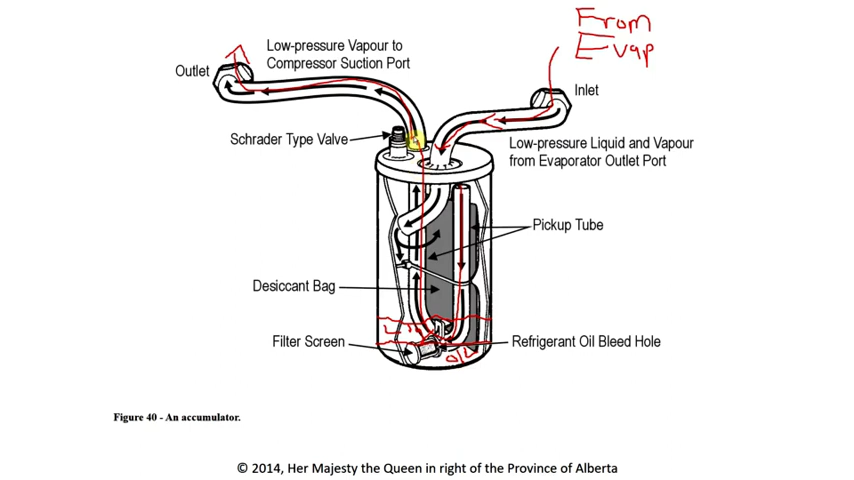 From
Evap
Low-pressure Vapour to
Compressor Suction Port
Outlet
Inlet
Schrader Type Valve
Low-pressure Liquid and Vapour
from Evaporator Outlet Port
Pickup Tube
Desiccant Bag
Filter Screen
Refrigerant Oil Bleed Hole
Figure 40 - An accumulator.
© 2014, Her Majesty the Queen in right of the Province of Alberta